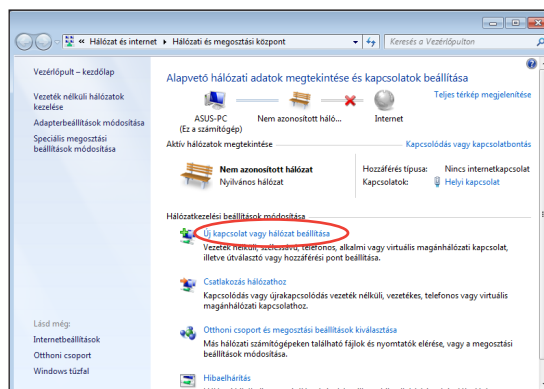 « Hálózat és internet ▸ Hálózati és megosztási központ
Keresés a Vezérlőpulton
Vezérlőpult – kezdőlap
Vezeték nélküli hálózatok
kezelése
Adapterbeállítások módosítása
Speciális megosztási
beállítások módosítása
Alapvető hálózati adatok megtekintése és kapcsolatok beállítása
Teljes térkép megjelenítése
ASUS-PC
(Ez a számítógép)
Nem azonosított háló...
Internet
Aktív hálózatok megtekintése
Kapcsolódás vagy kapcsolatbontás
Nem azonosított hálózat
Nyilvános hálózat
Hozzáférés típusa: Nincs internetkapcsolat
Kapcsolatok: Helyi kapcsolat
Hálózatkezelési beállítások módosítása
Új kapcsolat vagy hálózat beállítása
Vezeték nélküli, szélessávú, telefonos, alkalmi vagy virtuális magánhálózati kapcsolat,
illetve útválasztó vagy hozzáférési pont beállítása.
Csatlakozás hálózathoz
Kapcsolódás vagy újrakapcsolódás vezeték nélküli, vezetékes, telefonos vagy virtuális
magánhálózati kapcsolathoz.
Otthoni csoport és megosztási beállítások kiválasztása
Más hálózati számítógépeken található fájlok és nyomtatók elérése, vagy a megosztási
beállítások módosítása.
Hibaelhárítás
Lásd még:
Internetbeállítások
Otthoni csoport
Windows tűzfal